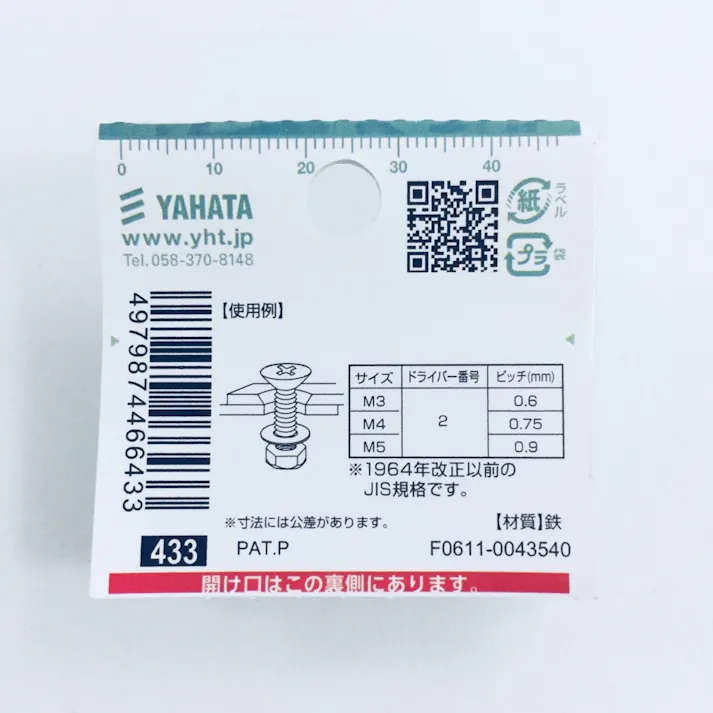 0 10 20 30 40
YAHATA
www.yht.jp
Tel.058-370-8148
紙 ラベル
プラ 袋
4979874466433
【使用例】
サイズ ドライバー番号 ピッチ(mm)
M3 2 0.6
M4 0.75
M5 0.9
※1964年改正以前の
JIS規格です。
※寸法には公差があります。
【材質】鉄
433 PAT.P F0611-0043540
開け口はこの裏側にあります。